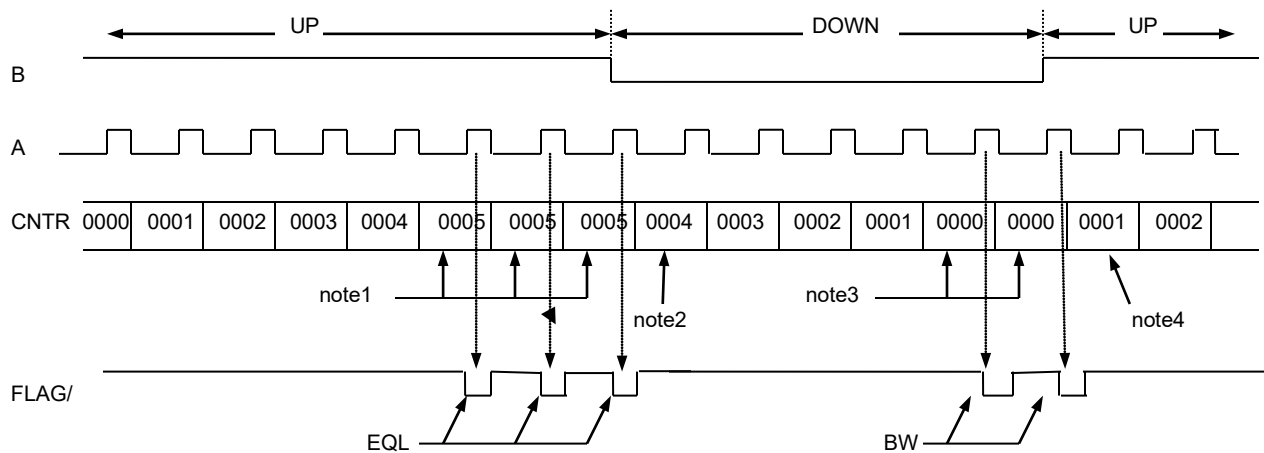 UP DOWN UP
B
A
CNTR 0000 0001 0002 0003 0004 0005 0005 0005 0004 0003 0002 0001 0000 0000 0001 0002
note1 note2 note3 note4
FLAG/
EQL BW